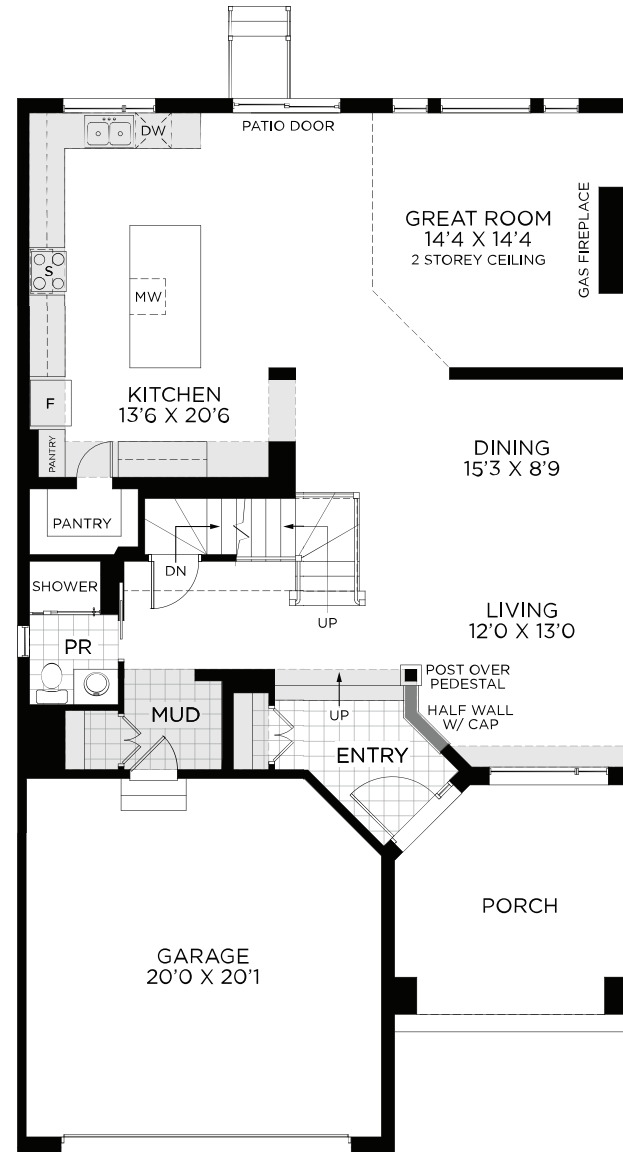 DW
PATIO DOOR
GREAT ROOM
14'4 X 14'4
2 STOREY CEILING
GAS FIREPLACE
S
MW
F
KITCHEN
13'6 X 20'6
PANTRY
DINING
15'3 X 8'9
PANTRY
DN
SHOWER
UP
LIVING
12'0 X 13'0
PR
POST OVER
PEDESTAL
MUD
UP
HALF WALL
W/ CAP
ENTRY
PORCH
GARAGE
20'0 X 20'1